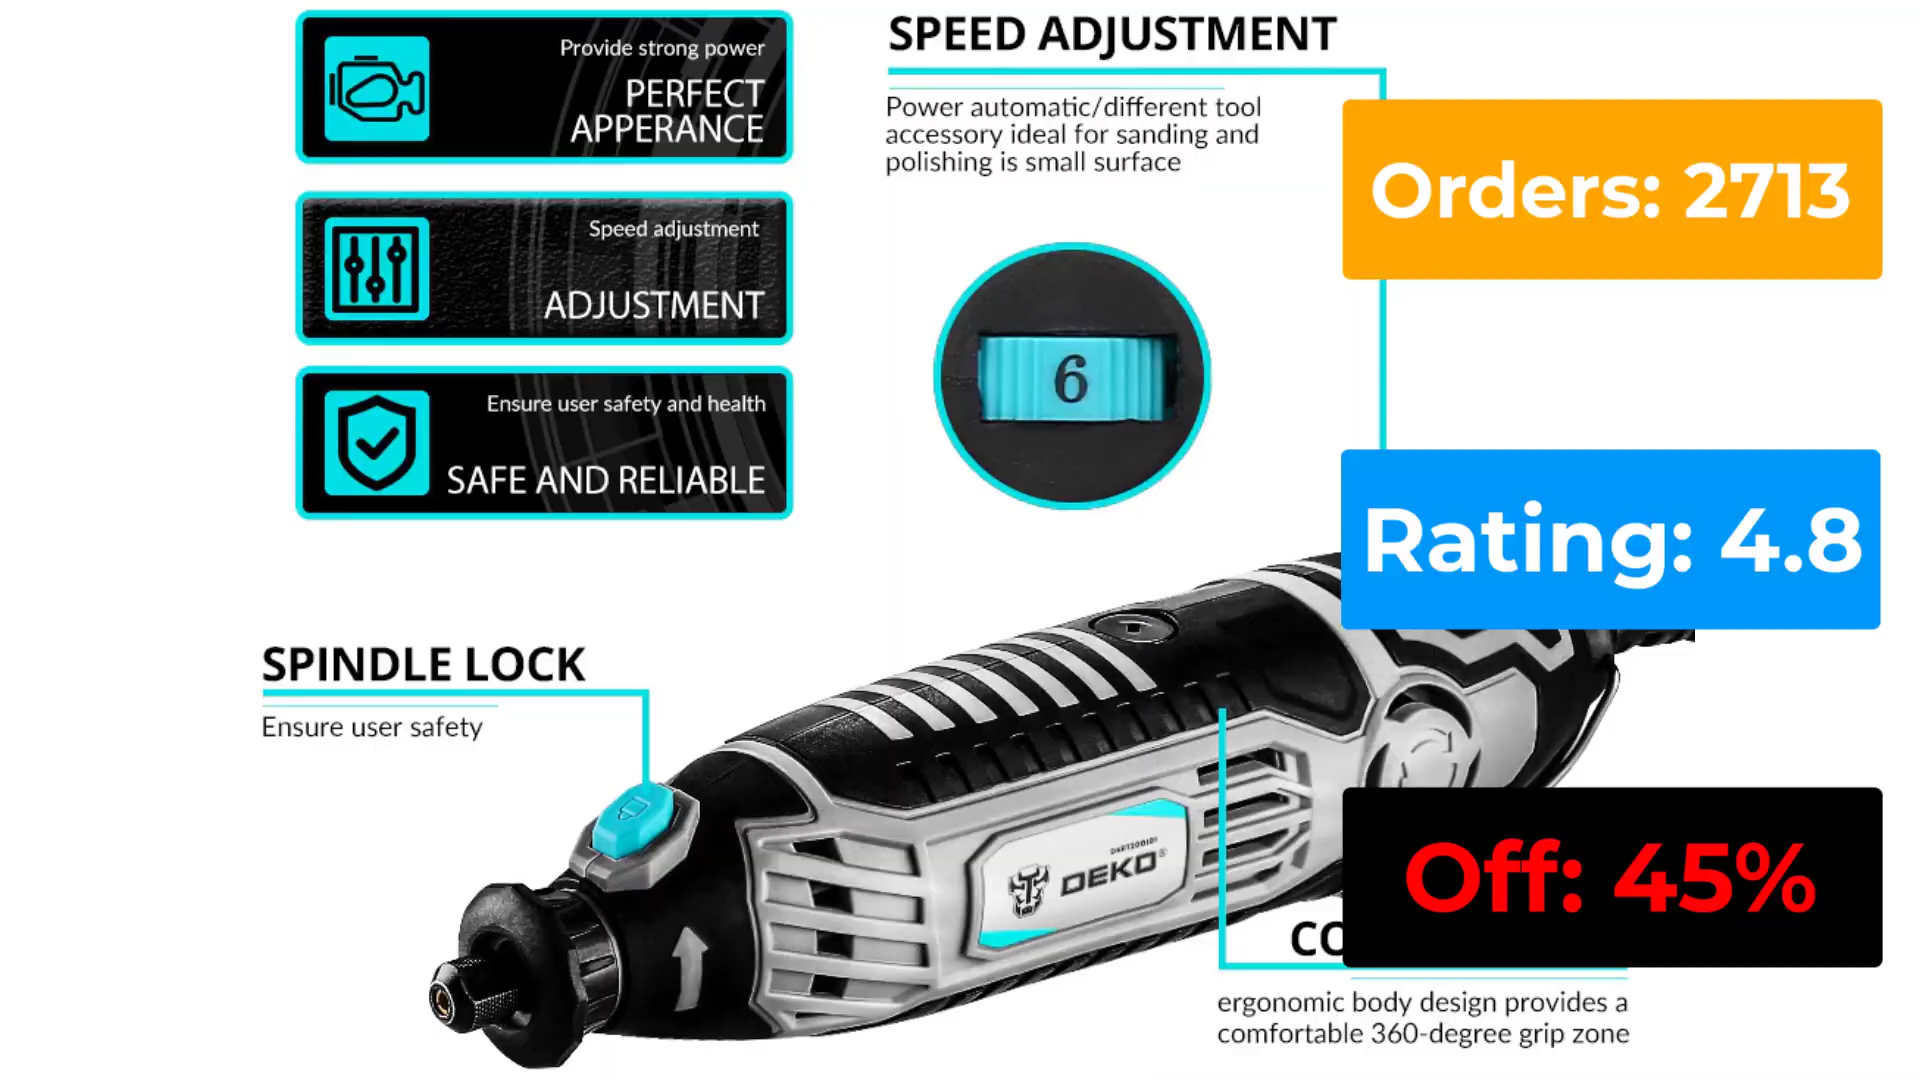 Provide strong power
PERFECT
APPERANCE
Speed adjustment
ADJUSTMENT
Ensure user safety and health
SAFE AND RELIABLE
SPEED ADJUSTMENT
Power automatic/different tool
accessory ideal for sanding and
polishing is small surface
6
Orders: 2713
Rating: 4.8
Off: 45%
SPINDLE LOCK
Ensure user safety
DEKO®
CO
ergonomic body design provides a
comfortable 360-degree grip zone